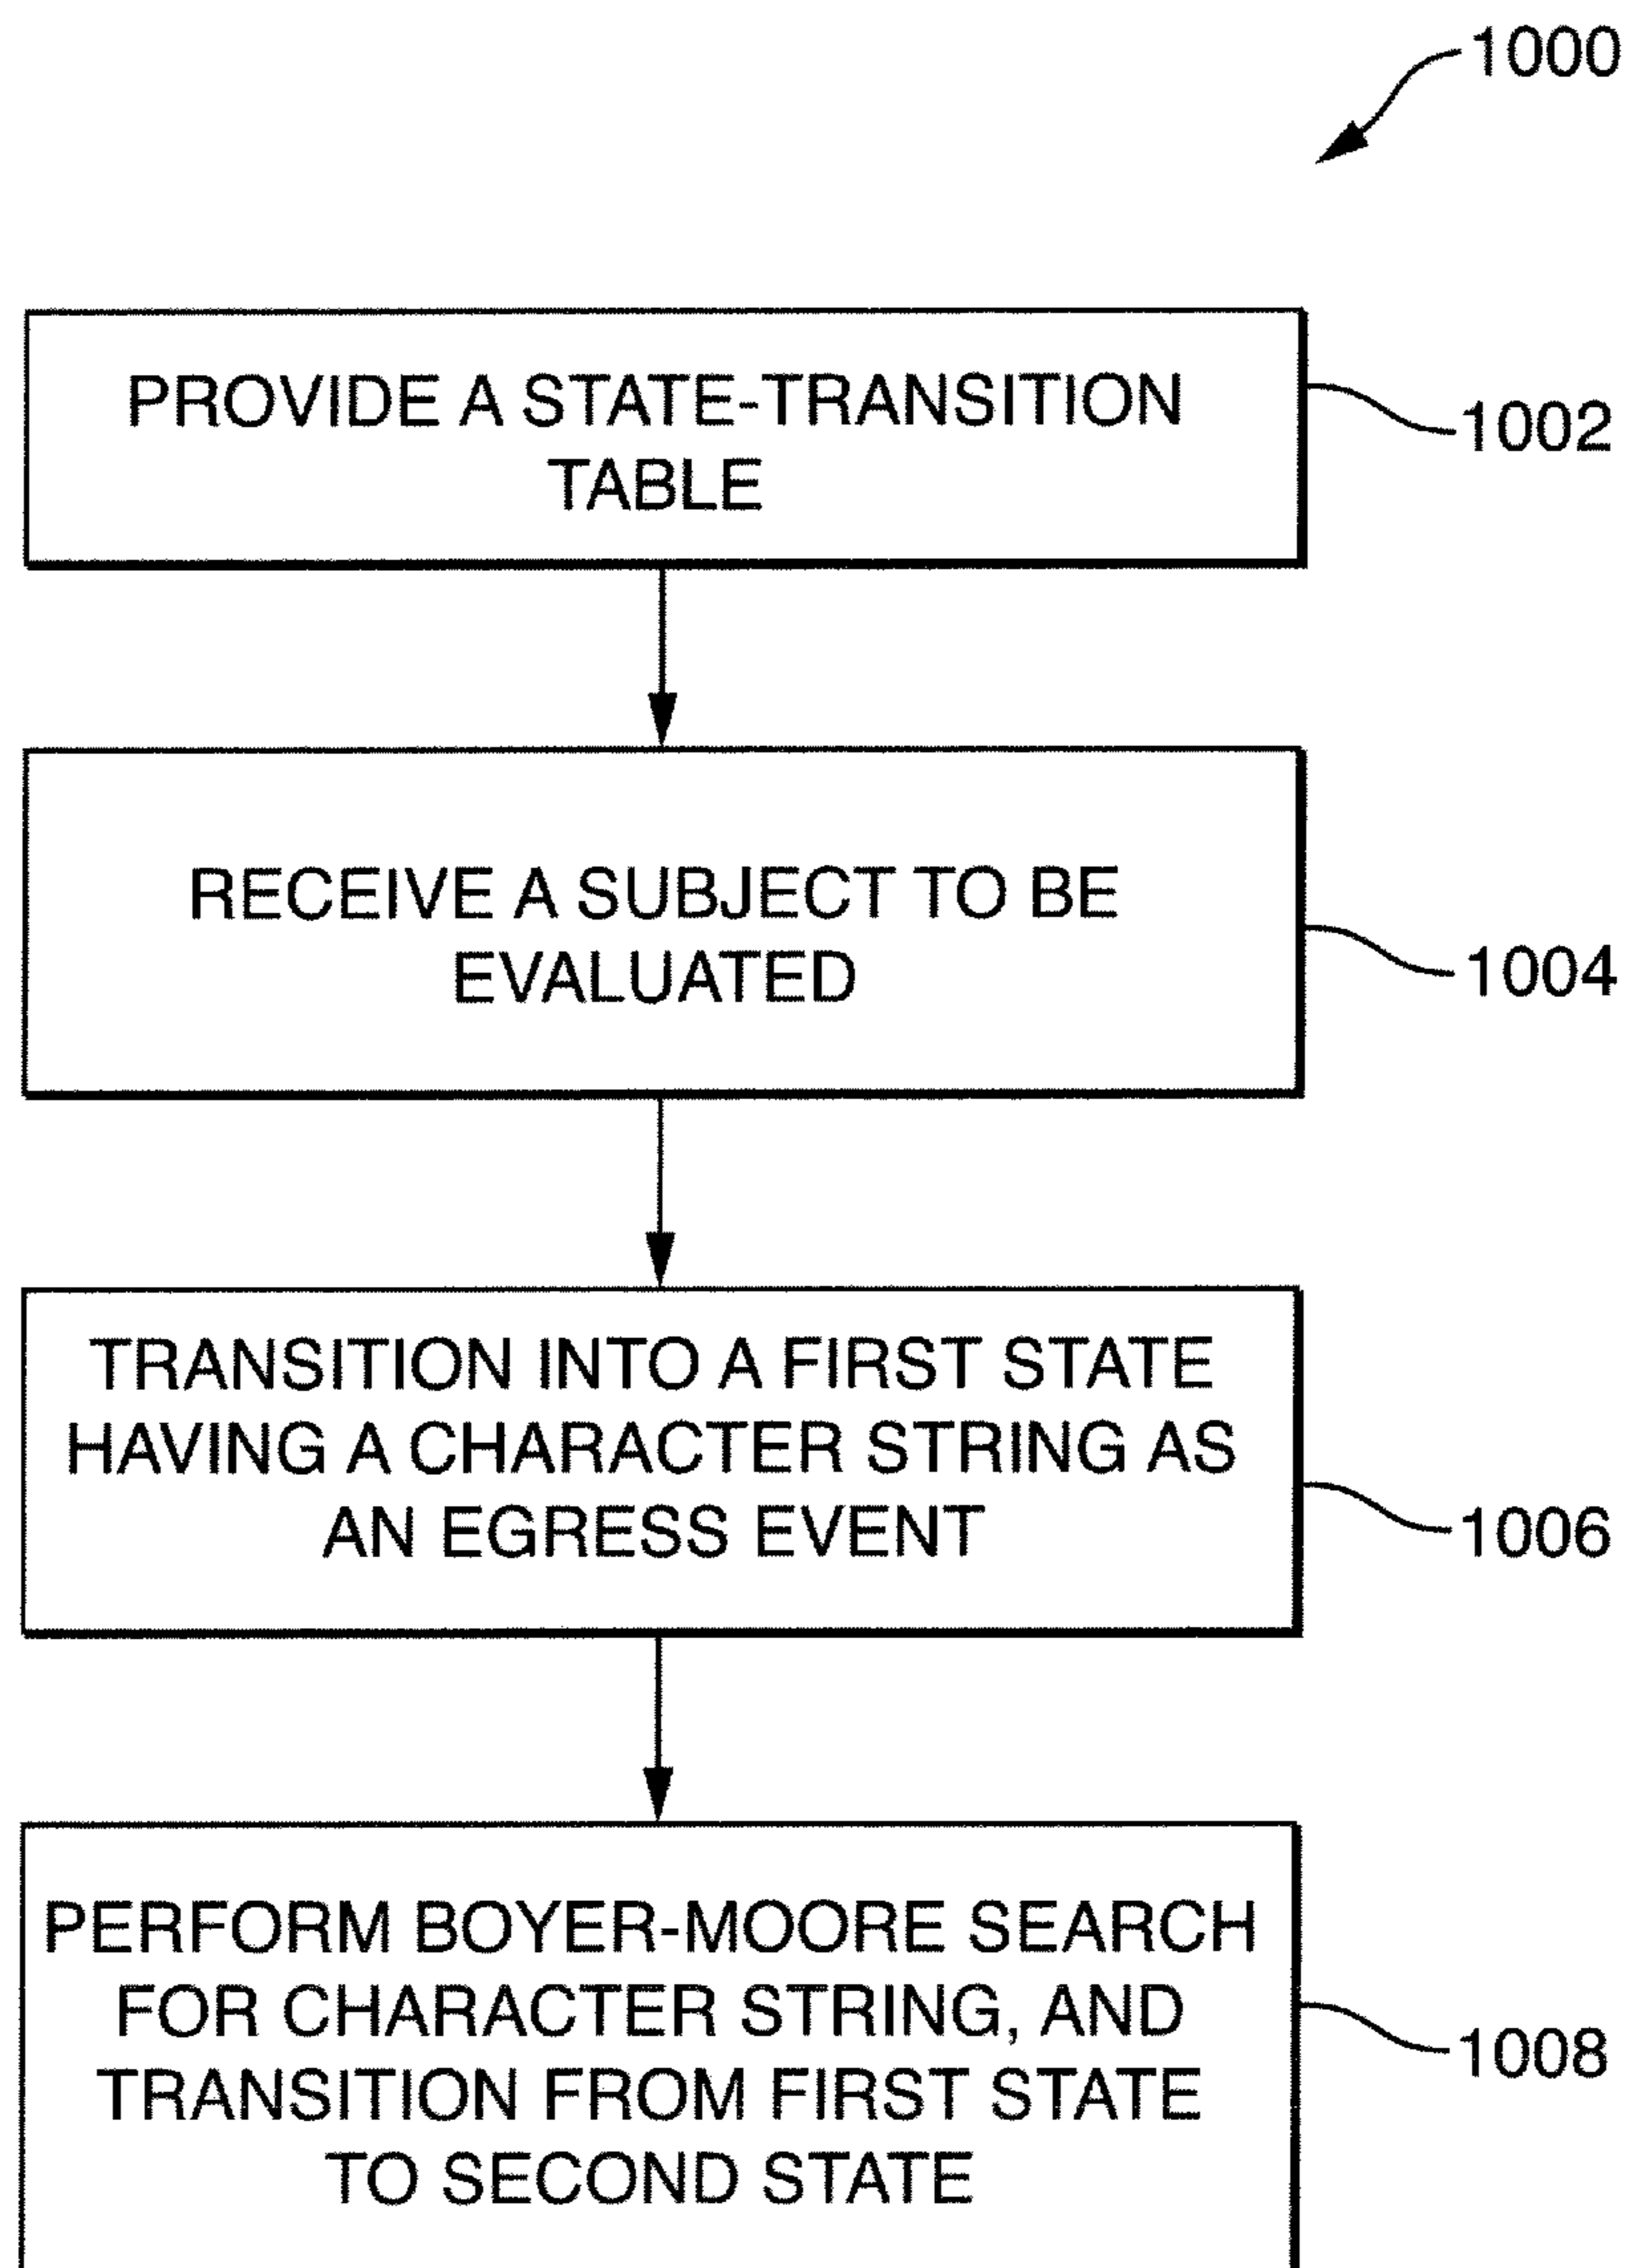 1000
PROVIDE A STATE-TRANSITION
TABLE
1002
RECEIVE A SUBJECT TO BE
EVALUATED
1004
TRANSITION INTO A FIRST STATE
HAVING A CHARACTER STRING AS
AN EGRESS EVENT
1006
PERFORM BOYER-MOORE SEARCH
FOR CHARACTER STRING, AND
TRANSITION FROM FIRST STATE
TO SECOND STATE
1008